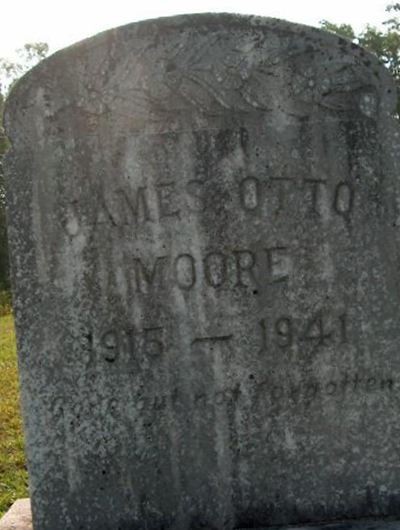 JAMES OTTO
MOORE
1915 — 1941
Gone but not forgotten